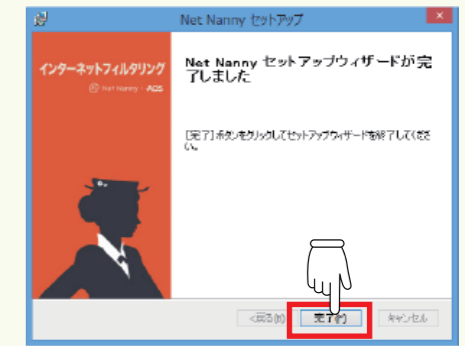 Net Nanny セットアップ
インターネットフィルタリング
Net Nanny - AOS
Net Nanny セットアップウィザードが完
了しました
[完了]ボタンをクリックしてセットアップウィザードを終了してくださ
い。
<戻る(B)
完了(F)
キャンセル